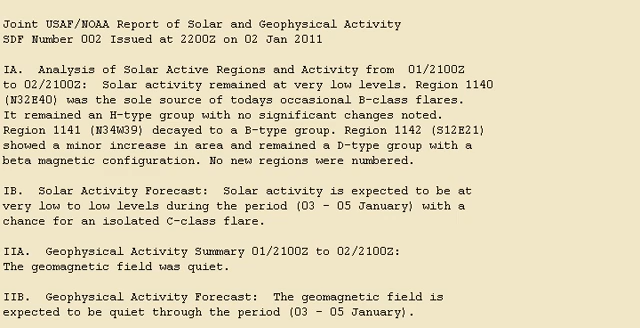 Joint USAF/NOAA Report of Solar and Geophysical Activity
SDF Number 002 Issued at 2200Z on 02 Jan 2011
IA. Analysis of Solar Active Regions and Activity from 01/2100Z
to 02/2100Z: Solar activity remained at very low levels. Region 1140
(N32E40) was the sole source of todays occasional B-class flares.
It remained an H-type group with no significant changes noted.
Region 1141 (N34W39) decayed to a B-type group. Region 1142 (S12E21)
showed a minor increase in area and remained a D-type group with a
beta magnetic configuration. No new regions were numbered.
IB. Solar Activity Forecast: Solar activity is expected to be at
very low to low levels during the period (03 - 05 January) with a
chance for an isolated C-class flare.
IIA. Geophysical Activity Summary 01/2100Z to 02/2100Z:
The geomagnetic field was quiet.
IIB. Geophysical Activity Forecast: The geomagnetic field is
expected to be quiet through the period (03 - 05 January).